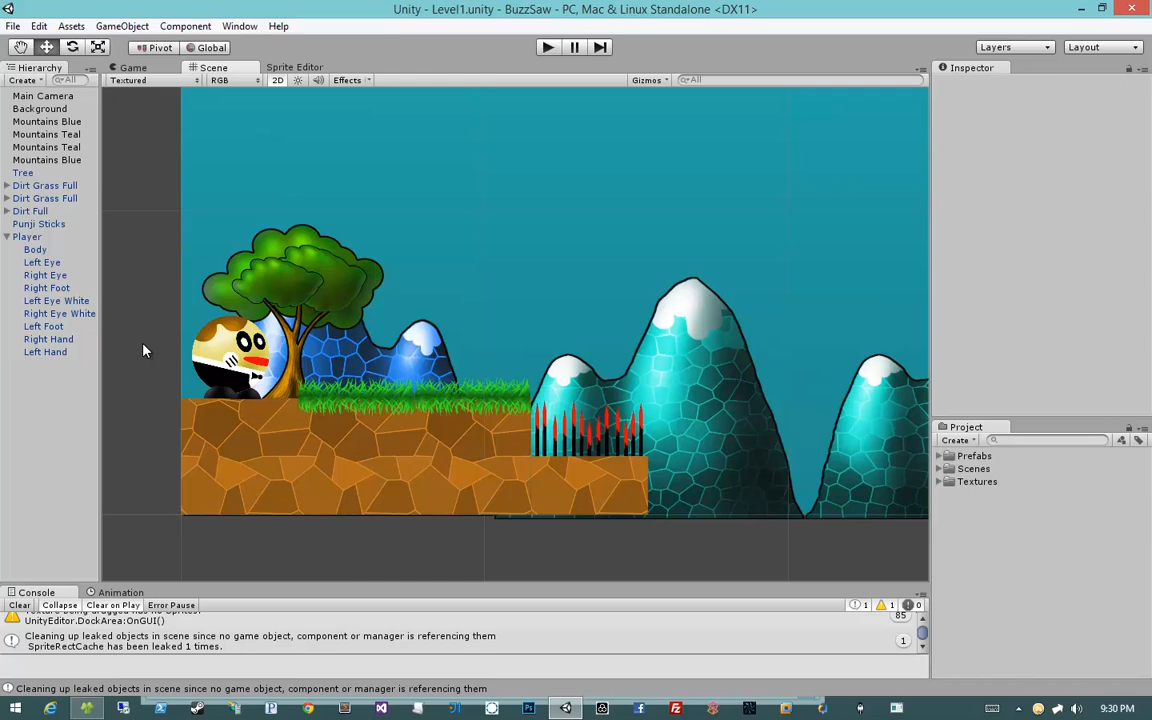 Unity - Level1.unity - BuzzSaw - PC, Mac & Linux Standalone <DX11>
File Edit Assets GameObject Component Window Help
Pivot Global Layers Layout
Hierarchy Game Scene Sprite Editor Inspector
Create All Textured RGB 2D Effects Gizmos All
Main Camera
Background
Mountains Blue
Mountains Teal
Mountains Teal
Mountains Blue
Tree
Dirt Grass Full
Dirt Grass Full
Dirt Full
Punji Sticks
Player
Body
Left Eye
Right Eye
Right Foot
Left Eye White
Right Eye White
Left Foot
Right Hand
Left Hand
Project
Create
Prefabs
Scenes
Textures
Console Animation
Clear Collapse Clear on Play Error Pause 1 1 0
UnityEditor.DockArea:OnGUI() 85
Cleaning up leaked objects in scene since no game object, component or manager is referencing them
SpriteRectCache has been leaked 1 times. 1
Cleaning up leaked objects in scene since no game object, component or manager is referencing them
9:30 PM